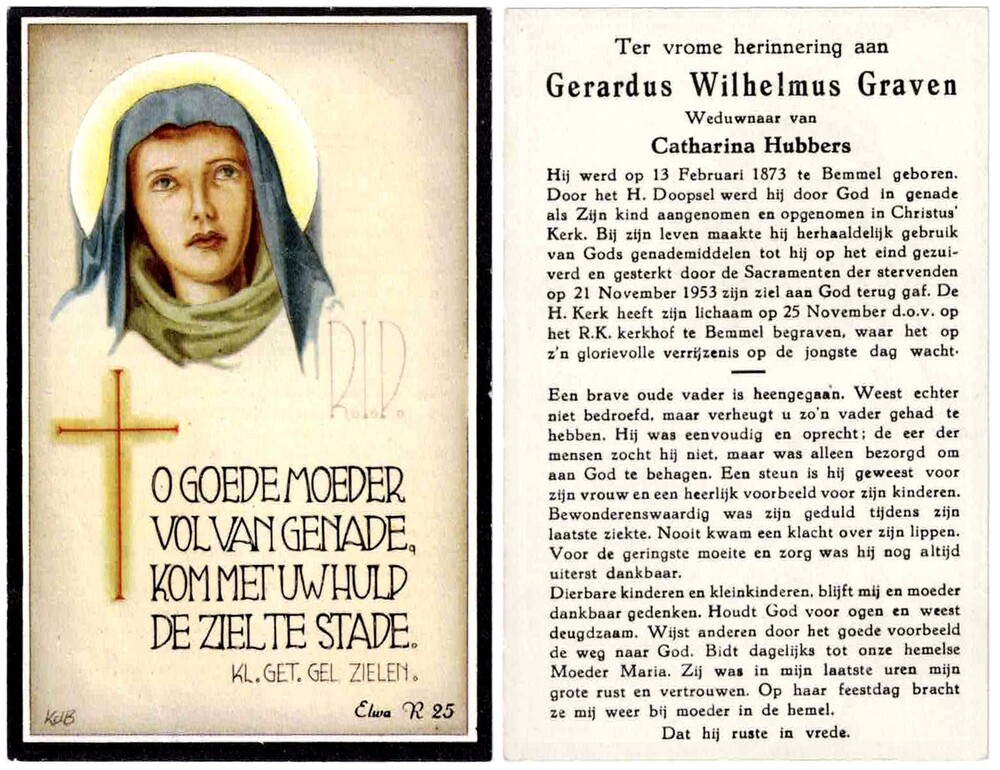 R.I.P.
O GOEDE MOEDER
VOL VAN GENADE,
KOM MET UW HULP
DE ZIEL TE STADE.
KL. GET. GEL. ZIELEN.
KdB
Elwa R 25
Ter vrome herinnering aan
Gerardus Wilhelmus Graven
Weduwnaar van
Catharina Hubbers
Hij werd op 13 Februari 1873 te Bemmel geboren.
Door het H. Doopsel werd hij door God in genade
als Zijn kind aangenomen en opgenomen in Christus'
Kerk. Bij zijn leven maakte hij herhaaldelijk gebruik
van Gods genademiddelen tot hij op het eind gezui-
verd en gesterkt door de Sacramenten der stervenden
op 21 November 1953 zijn ziel aan God terug gaf. De
H. Kerk heeft zijn lichaam op 25 November d.o.v. op
het R.K. kerkhof te Bemmel begraven, waar het op
z'n glorievolle verrijzenis op de jongste dag wacht.
Een brave oude vader is heengegaan. Weest echter
niet bedroefd, maar verheugt u zo'n vader gehad te
hebben. Hij was eenvoudig en oprecht; de eer der
mensen zocht hij niet, maar was alleen bezorgd om
aan God te behagen. Een steun is hij geweest voor
zijn vrouw en een heerlijk voorbeeld voor zijn kinderen.
Bewonderenswaardig was zijn geduld tijdens zijn
laatste ziekte. Nooit kwam een klacht over zijn lippen.
Voor de geringste moeite en zorg was hij nog altijd
uiterst dankbaar.
Dierbare kinderen en kleinkinderen, blijft mij en moeder
dankbaar gedenken. Houdt God voor ogen en weest
deugdzaam. Wijst anderen door het goede voorbeeld
de weg naar God. Bidt dagelijks tot onze hemelse
Moeder Maria. Zij was in mijn laatste uren mijn
grote rust en vertrouwen. Op haar feestdag bracht
ze mij weer bij moeder in de hemel.
Dat hij ruste in vrede.